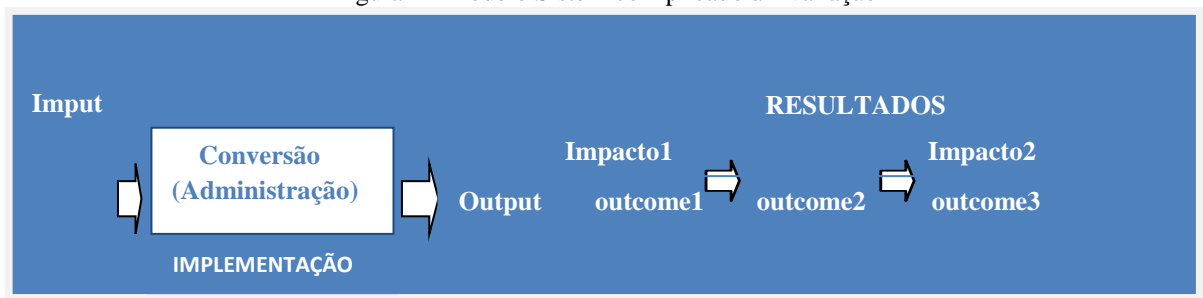 Imput
RESULTADOS
Conversão
(Administração)
Impacto1
Impacto2
Output
outcome1
outcome2
outcome3
IMPLEMENTAÇÃO